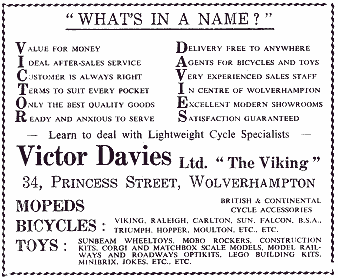 "WHAT'S IN A NAME?"
VALUE FOR MONEY
IDEAL AFTER-SALES SERVICE
CUSTOMER IS ALWAYS RIGHT
TERMS TO SUIT EVERY POCKET
ONLY THE BEST QUALITY GOODS
READY AND ANXIOUS TO SERVE
DELIVERY FREE TO ANYWHERE
AGENTS FOR BICYCLES AND TOYS
VERY EXPERIENCED SALES STAFF
IN CENTRE OF WOLVERHAMPTON
EXCELLENT MODERN SHOWROOMS
SATISFACTION GUARANTEED
— Learn to deal with Lightweight Cycle Specialists —
Victor Davies Ltd. "The Viking"
34, PRINCESS STREET, WOLVERHAMPTON
MOPEDS
BRITISH & CONTINENTAL
CYCLE ACCESSORIES
BICYCLES : VIKING, RALEIGH, CARLTON, SUN, FALCON, B.S.A.,
TRIUMPH, HOPPER, MOULTON, ETC., ETC.
TOYS : SUNBEAM WHEELTOYS, MOBO ROCKERS, CONSTRUCTION
KITS, CORGI AND MATCHBOX SCALE MODELS, MODEL RAIL-
WAYS AND ROADWAYS OPTIKITS, LEGO BUILDING KITS,
MINIBRIX, JOKES, ETC., ETC.